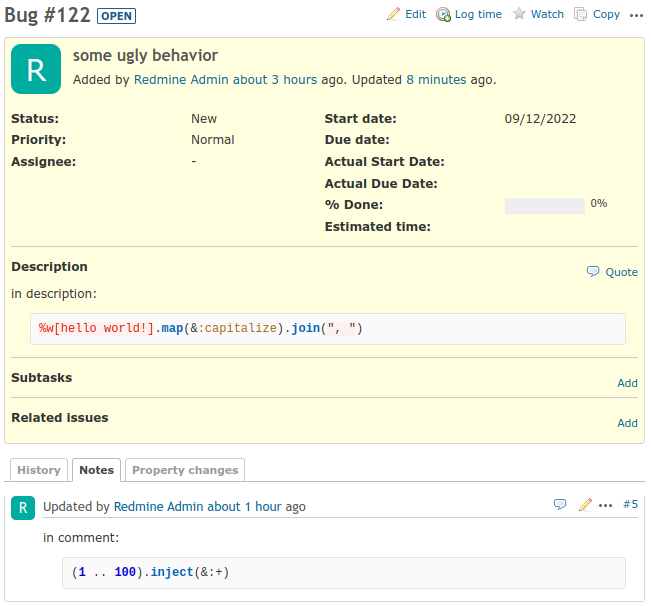 Bug #122 OPEN Edit Log time Watch Copy •••
R some ugly behavior
Added by Redmine Admin about 3 hours ago. Updated 8 minutes ago.
Status: New Start date: 09/12/2022
Priority: Normal Due date:
Assignee: - Actual Start Date:
Actual Due Date:
% Done: 0%
Estimated time:
Description Quote
in description:
%w[hello world!].map(&:capitalize).join(", ")
Subtasks Add
Related issues Add
History Notes Property changes
R Updated by Redmine Admin about 1 hour ago ••• #5
in comment:
(1 .. 100).inject(&:+)